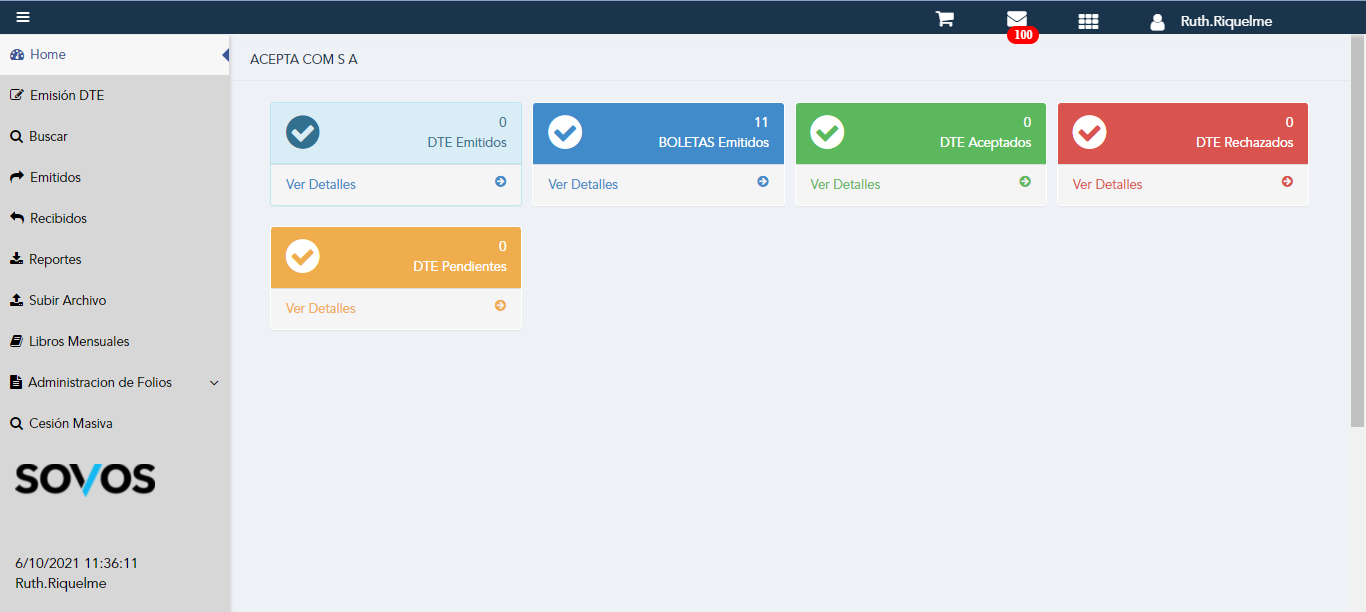 100
Ruth.Riquelme
Home
Emisión DTE
Buscar
Emitidos
Recibidos
Reportes
Subir Archivo
Libros Mensuales
Administracion de Folios
Cesión Masiva
SOVOS
6/10/2021 11:36:11
Ruth.Riquelme
ACEPTA COM S A
0
DTE Emitidos
Ver Detalles
11
BOLETAS Emitidos
Ver Detalles
0
DTE Aceptados
Ver Detalles
0
DTE Rechazados
Ver Detalles
0
DTE Pendientes
Ver Detalles